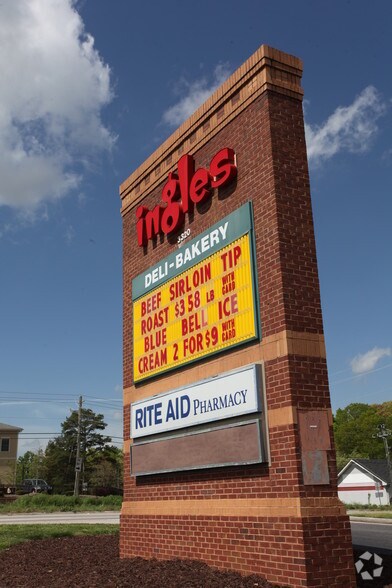 ingles
5320
DELI-BAKERY
BEEF SIRLOIN TIP
ROAST $3.58 LB WITH CARD
BLUE BELL ICE
CREAM 2 FOR $9 WITH CARD
RITE AID PHARMACY